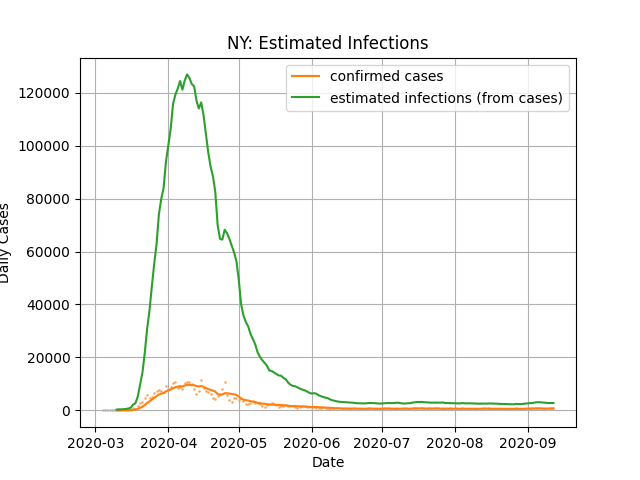 NY: Estimated Infections
confirmed cases
estimated infections (from cases)
120000
100000
80000
60000
40000
20000
0
Daily Cases
2020-03 2020-04 2020-05 2020-06 2020-07 2020-08 2020-09
Date